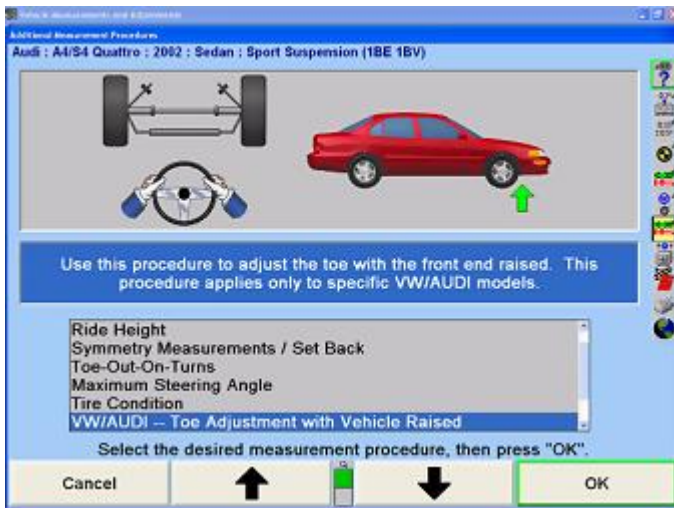 Vehicle Measurements and Adjustments
Additional Measurement Procedures
Audi : A4/S4 Quattro : 2002 : Sedan : Sport Suspension (1BE 1BV)
Use this procedure to adjust the toe with the front end raised. This
procedure applies only to specific VW/AUDI models.
Ride Height
Symmetry Measurements / Set Back
Toe-Out-On-Turns
Maximum Steering Angle
Tire Condition
VW/AUDI -- Toe Adjustment with Vehicle Raised
Select the desired measurement procedure, then press "OK".
Cancel
OK